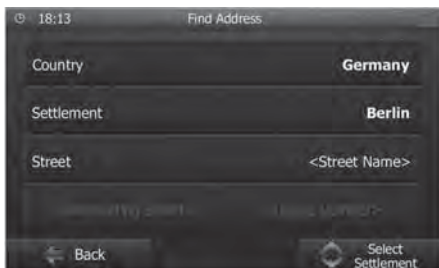 18:13 Find Address
Country Germany
Settlement Berlin
Street <Street Name>
Back Select
Settlement